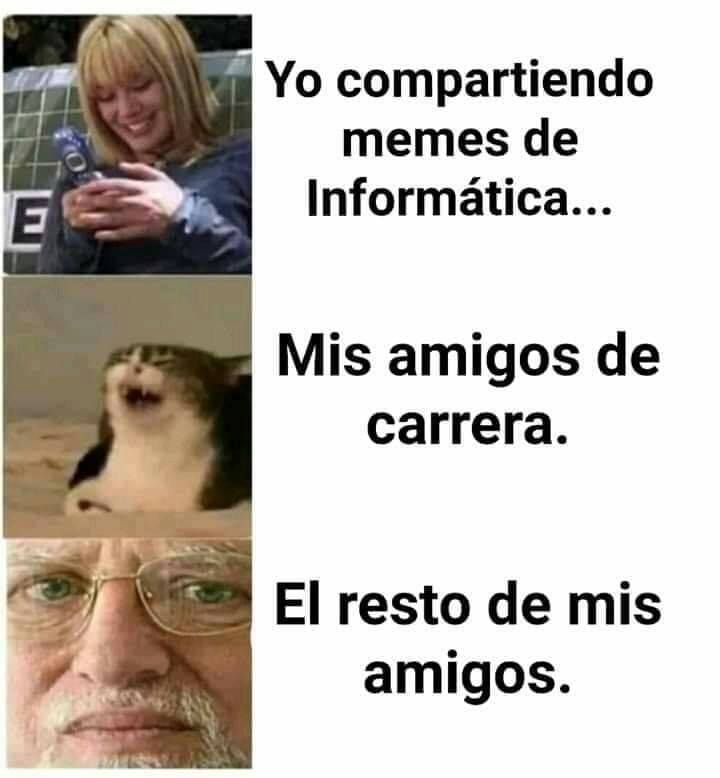 Yo compartiendo
memes de
Informática...
E
Mis amigos de
carrera.
El resto de mis
amigos.